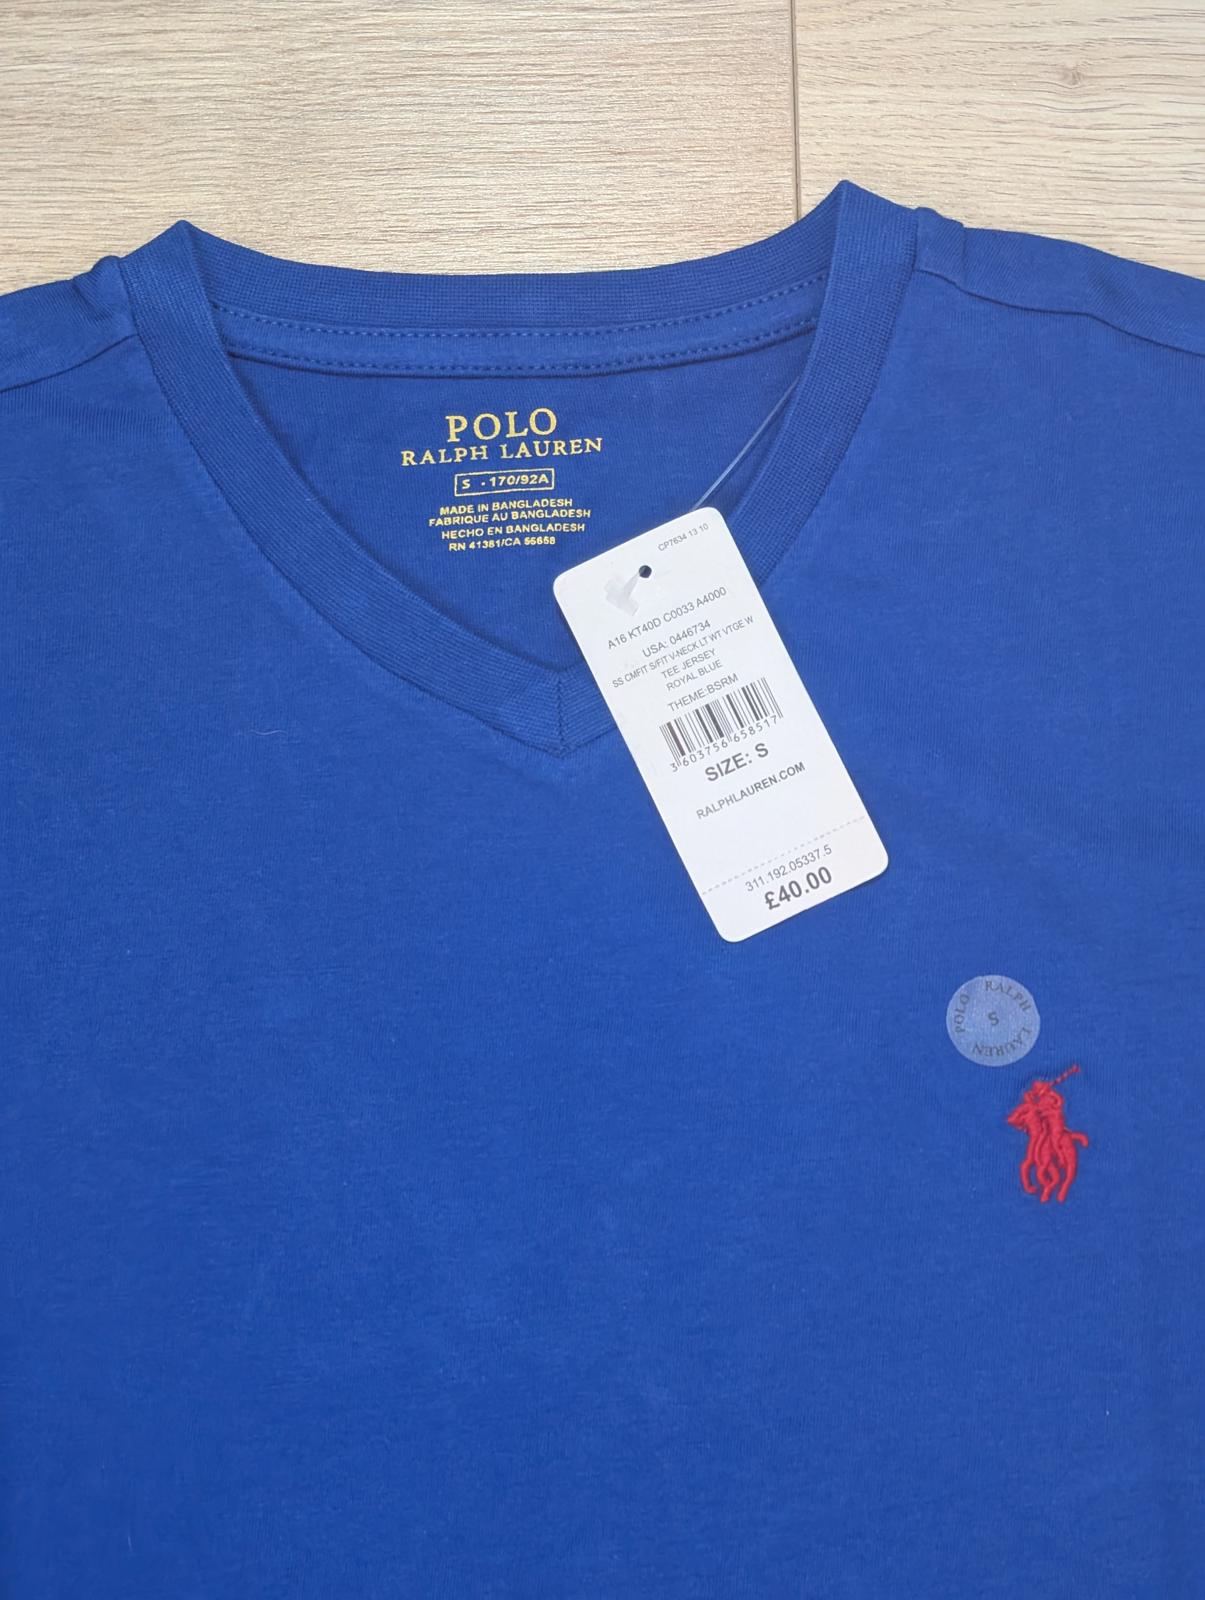 POLO
RALPH LAUREN
S - 170/92A
MADE IN BANGLADESH
FABRIQUE AU BANGLADESH
HECHO EN BANGLADESH
RN 41381/CA 56658
CP7634 13 10
A16 KT40D C0033 A4000
USA: 0446734
SS CMFIT S/FIT V-NECK LT WT VTGE W
TEE JERSEY
ROYAL BLUE
THEME:BSRM
3 603756 658517
SIZE: S
RALPHLAUREN.COM
311.192.05337.5
£40.00
POLO RALPH LAUREN
S